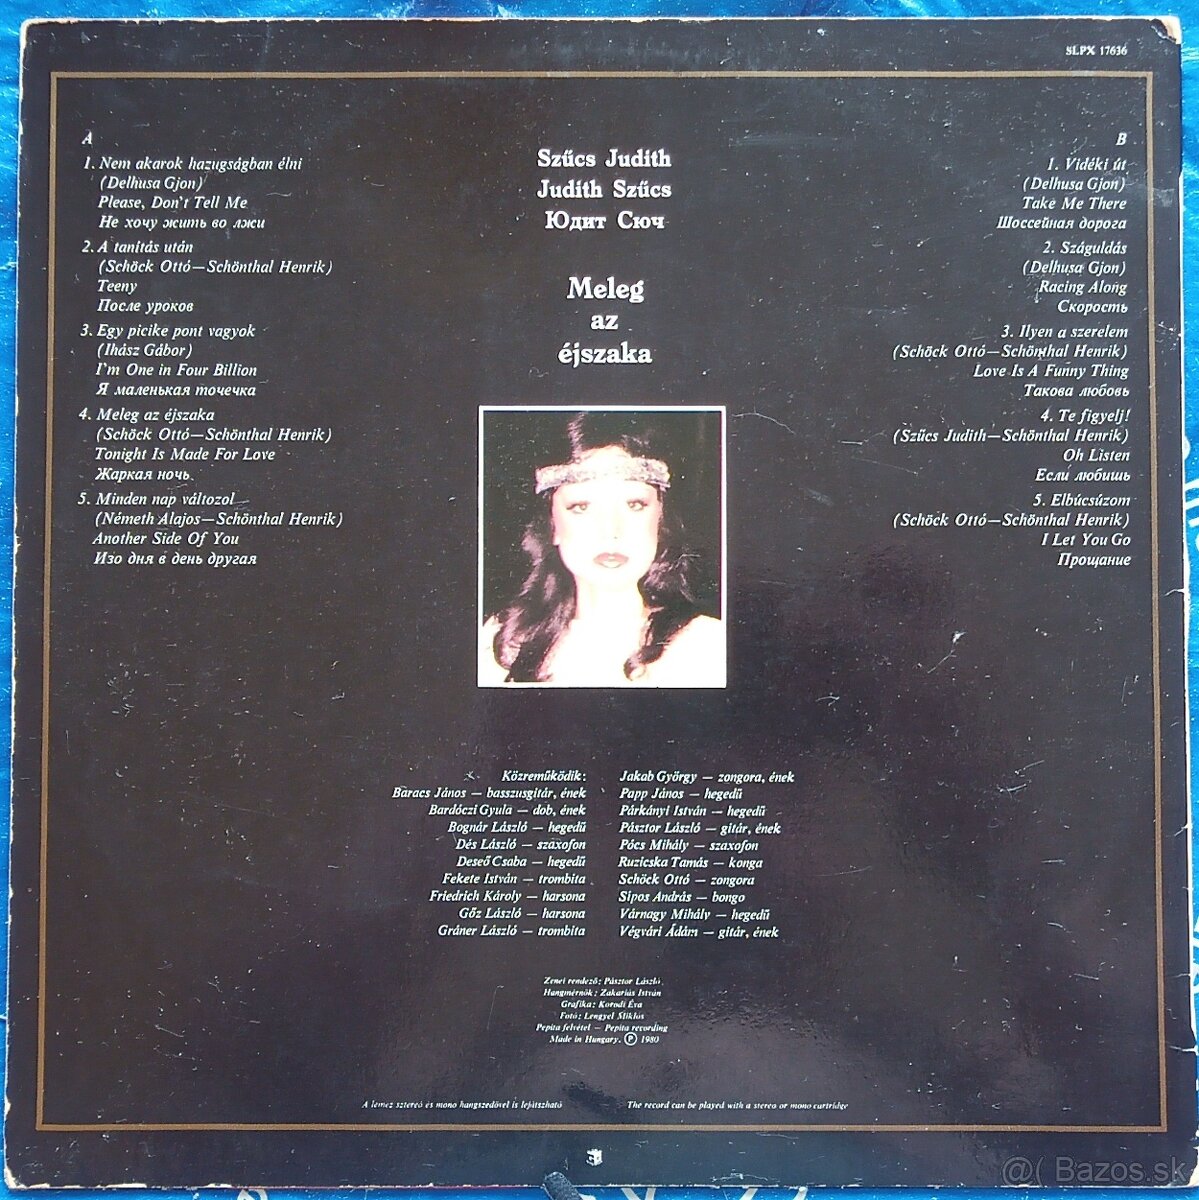 SLPX 17636
A
1. Nem akarok hazugságban élni
(Delhusa Gjon)
Please, Don't Tell Me
Не хочу жить во лжи
2. A tanítás után
(Schöck Ottó—Schönthal Henrik)
Teeny
После уроков
3. Egy picike pont vagyok
(Ihász Gábor)
I'm One in Four Billion
Я маленькая точечка
4. Meleg az éjszaka
(Schöck Ottó—Schönthal Henrik)
Tonight Is Made For Love
Жаркая ночь
5. Minden nap változol
(Németh Alajos—Schönthal Henrik)
Another Side Of You
Изо дня в день другая
Szűcs Judith
Judith Szűcs
Юдит Сюч
Meleg
az
éjszaka
B
1. Vidéki út
(Delhusa Gjon)
Take Me There
Шоссейная дорога
2. Száguldás
(Delhusa Gjon)
Racing Along
Скорость
3. Ilyen a szerelem
(Schöck Ottó—Schönthal Henrik)
Love Is A Funny Thing
Такова любовь
4. Te figyelj!
(Szűcs Judith—Schönthal Henrik)
Oh Listen
Если любишь
5. Elbúcsúzom
(Schöck Ottó—Schönthal Henrik)
I Let You Go
Прощание
Közreműködik:
Baracs János — basszusgitár, ének
Bardóczi Gyula — dob, ének
Bognár László — hegedű
Dés László — szaxofon
Deseő Csaba — hegedű
Fekete István — trombita
Friedrich Károly — harsona
Gőz László — harsona
Gráner László — trombita
Jakab György — zongora, ének
Papp János — hegedű
Párkányi István — hegedű
Pásztor László — gitár, ének
Pócs Mihály — szaxofon
Ruzicska Tamás — konga
Schöck Ottó — zongora
Sipos András — bongo
Várnagy Mihály — hegedű
Végvári Ádám — gitár, ének
Zenei rendező: Pásztor László
Hangmérnök: Zakariás István
Grafika: Korodi Éva
Fotó: Lengyel Miklós
Pepita felvétel — Pepita recording
Made in Hungary. Ⓟ 1980
A lemez sztereó és mono hangszedővel is lejátszható
The record can be played with a stereo or mono cartridge
@( Bazos.sk